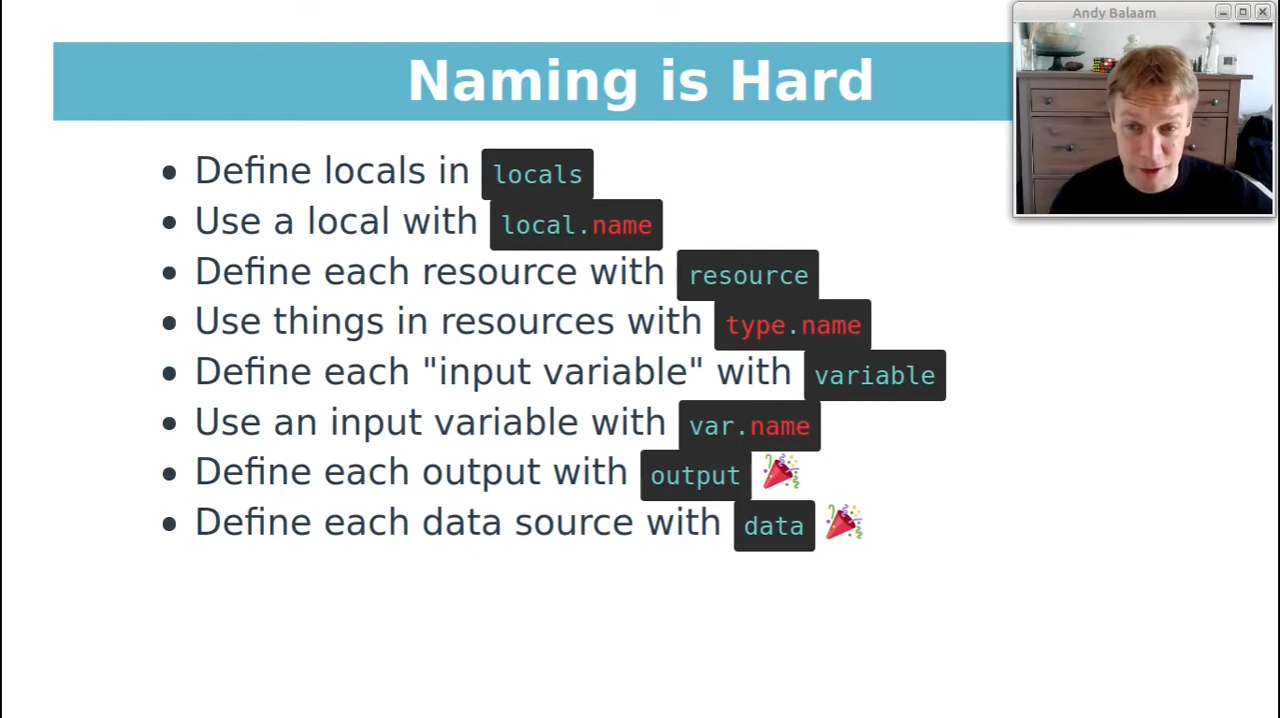 Andy Balaam
Naming is Hard
Define locals in locals
Use a local with local.name
Define each resource with resource
Use things in resources with type.name
Define each "input variable" with variable
Use an input variable with var.name
Define each output with output 🎉
Define each data source with data 🎉